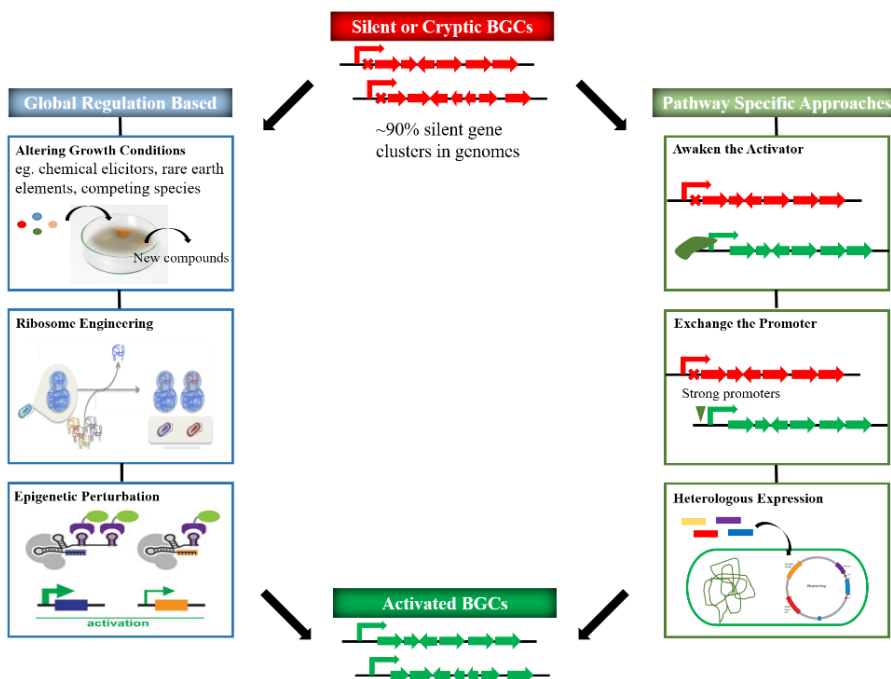 Silent or Cryptic BGCs
~90% silent gene
clusters in genomes
Global Regulation Based
Altering Growth Conditions
eg. chemical elicitors, rare earth
elements, competing species
New compounds
Ribosome Engineering
Epigenetic Perturbation
activation
Pathway Specific Approaches
Awaken the Activator
Exchange the Promoter
Strong promoters
Heterologous Expression
Activated BGCs